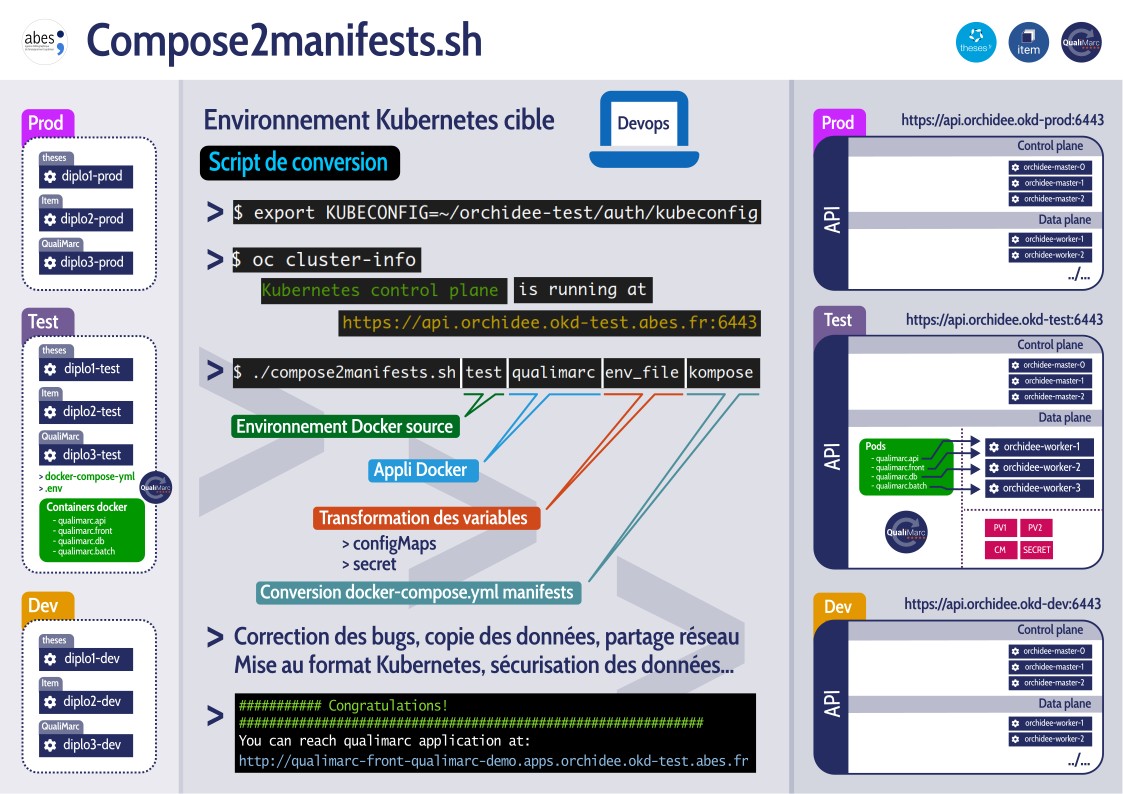 abes
Compose2manifests.sh
theses.fr
item
QualiMarc
Prod
theses
diplo1-prod
Item
diplo2-prod
QualiMarc
diplo3-prod
Test
theses
diplo1-test
Item
diplo2-test
QualiMarc
diplo3-test
> docker-compose-yml
> .env
QualiMarc
Containers docker
- qualimarc.api
- qualimarc.front
- qualimarc.db
- qualimarc.batch
Dev
theses
diplo1-dev
Item
diplo2-dev
QualiMarc
diplo3-dev
Environnement Kubernetes cible
Devops
Script de conversion
> $ export KUBECONFIG=~/orchidee-test/auth/kubeconfig
> $ oc cluster-info
Kubernetes control plane is running at
https://api.orchidee.okd-test.abes.fr:6443
> $ ./compose2manifests.sh test qualimarc env_file kompose
Environnement Docker source
Appli Docker
Transformation des variables
> configMaps
> secret
Conversion docker-compose.yml manifests
> Correction des bugs, copie des données, partage réseau
Mise au format Kubernetes, sécurisation des données...
> ########### Congratulations!
##############################################################
You can reach qualimarc application at:
http://qualimarc-front-qualimarc-demo.apps.orchidee.okd-test.abes.fr
Prod
https://api.orchidee.okd-prod:6443
API
Control plane
orchidee-master-0
orchidee-master-1
orchidee-master-2
Data plane
orchidee-worker-1
orchidee-worker-2
../...
Test
https://api.orchidee.okd-test:6443
API
Control plane
orchidee-master-0
orchidee-master-1
orchidee-master-2
Data plane
Pods
- qualimarc.api
- qualimarc.front
- qualimarc.db
- qualimarc.batch
orchidee-worker-1
orchidee-worker-2
orchidee-worker-3
QualiMarc
PV1 PV2
CM SECRET
Dev
https://api.orchidee.okd-dev:6443
API
Control plane
orchidee-master-0
orchidee-master-1
orchidee-master-2
Data plane
orchidee-worker-1
orchidee-worker-2
../...